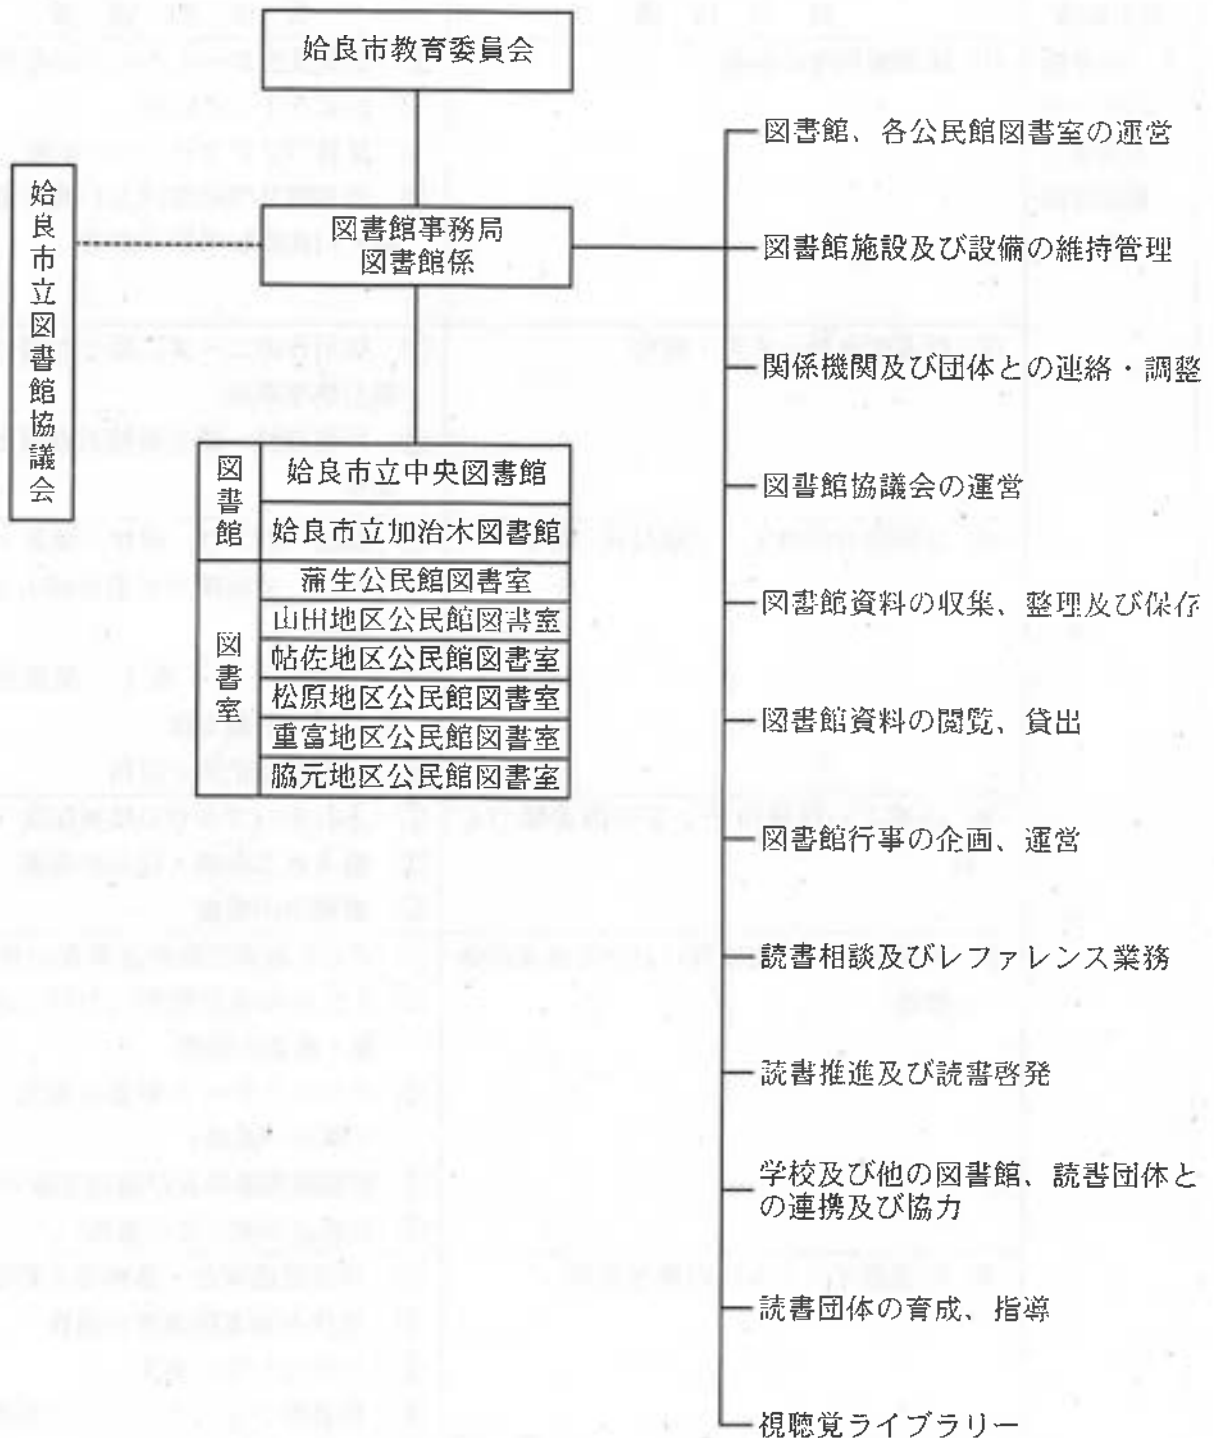 姶良市教育委員会
姶良市立図書館協議会
図書館事務局
図書館係
図書館
姶良市立中央図書館
姶良市立加治木図書館
図書室
蒲生公民館図書室
山田地区公民館図書室
帖佐地区公民館図書室
松原地区公民館図書室
重富地区公民館図書室
脇元地区公民館図書室
図書館、各公民館図書室の運営
図書館施設及び設備の維持管理
関係機関及び団体との連絡・調整
図書館協議会の運営
図書館資料の収集、整理及び保存
図書館資料の閲覧、貸出
図書館行事の企画、運営
読書相談及びレファレンス業務
読書推進及び読書啓発
学校及び他の図書館、読書団体と
の連携及び協力
読書団体の育成、指導
視聴覚ライブラリー